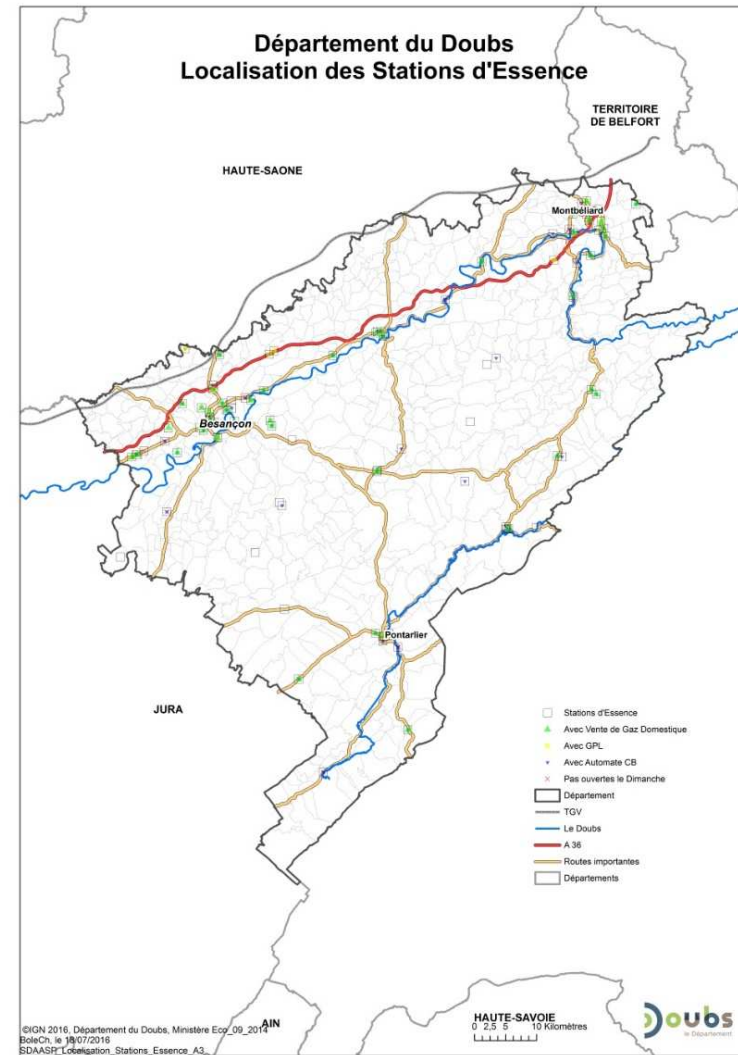 Département du Doubs
Localisation des Stations d'Essence
TERRITOIRE
DE BELFORT
HAUTE-SAONE
Montbéliard
Besançon
Pontarlier
JURA
Stations d'Essence
Avec Vente de Gaz Domestique
Avec GPL
Avec Automate CB
Pas ouvertes le Dimanche
Département
TGV
Le Doubs
A 36
Routes importantes
Départements
©IGN 2016, Département du Doubs, Ministère Eco_09_2014
BoleCh, le 18/07/2016
SDAASP_Localisation_Stations_Essence_A3_
AIN
HAUTE-SAVOIE
0 2,5 5 10 Kilomètres
Doubs
le Département